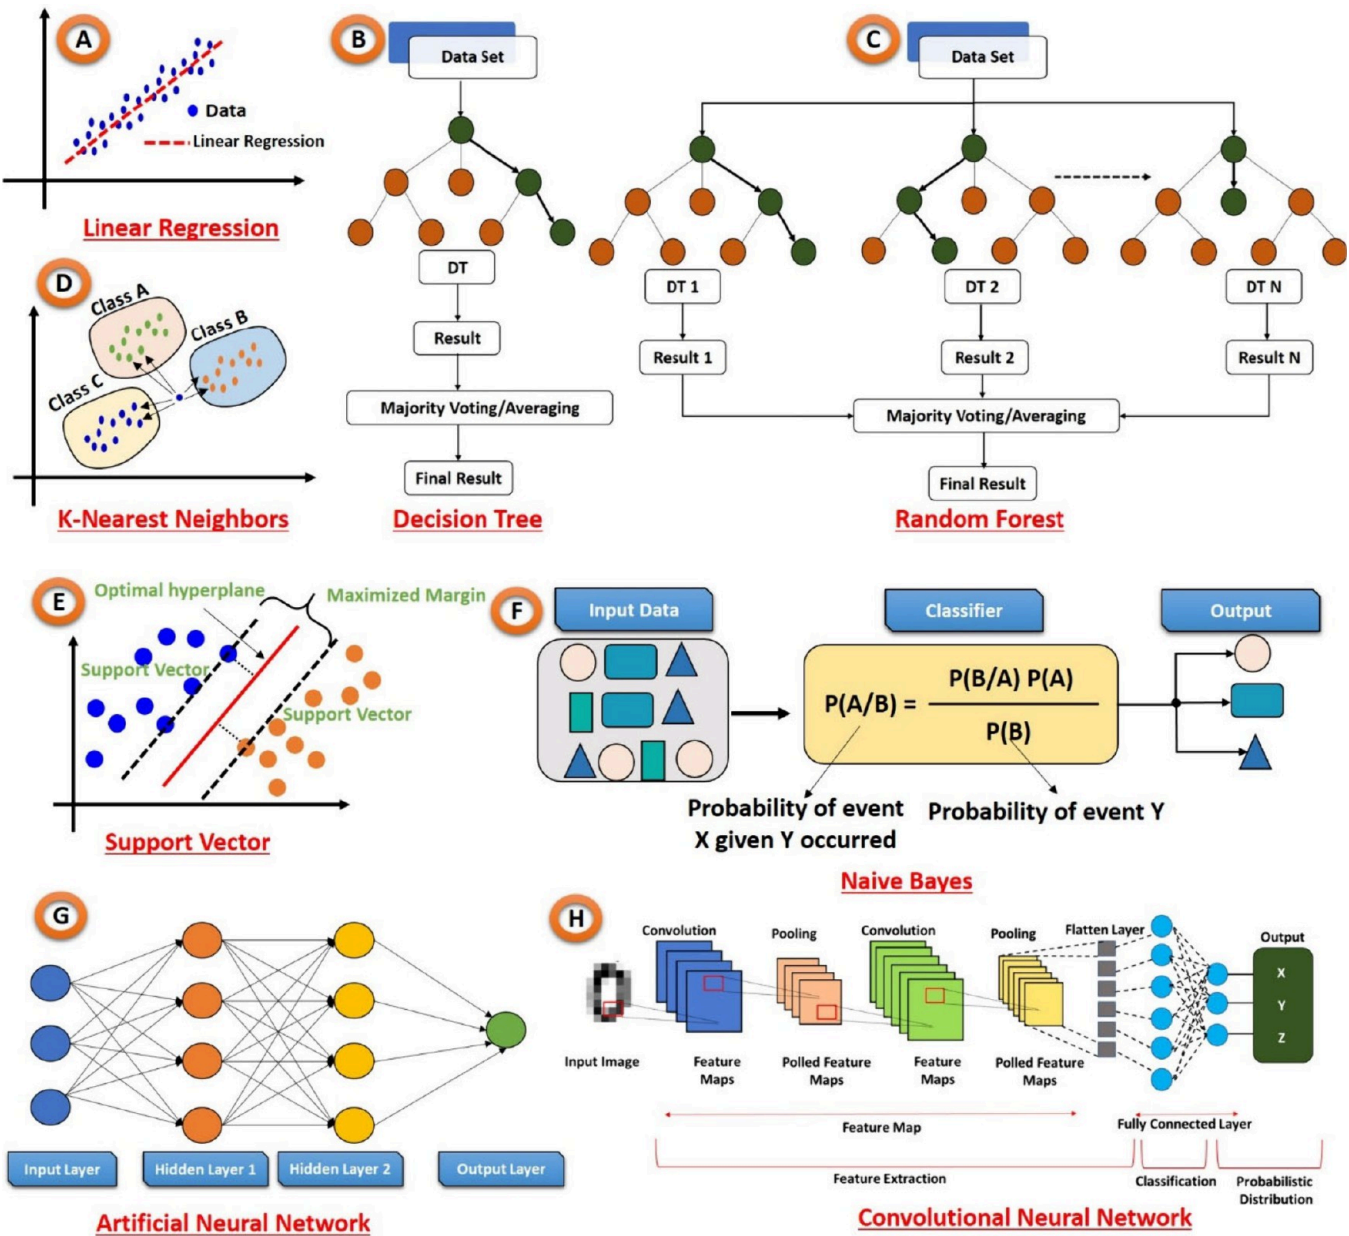 A
Data
Linear Regression
Linear Regression
B
Data Set
DT
Result
Majority Voting/Averaging
Final Result
Decision Tree
C
Data Set
DT 1
DT 2
DT N
Result 1
Result 2
Result N
Majority Voting/Averaging
Final Result
Random Forest
D
Class A
Class B
Class C
K-Nearest Neighbors
E
Optimal hyperplane
Maximized Margin
Support Vector
Support Vector
Support Vector
F
Input Data
Classifier
Output
P(A/B) =
P(B/A) P(A)
P(B)
Probability of event
X given Y occurred
Probability of event Y
Naive Bayes
G
Input Layer
Hidden Layer 1
Hidden Layer 2
Output Layer
Artificial Neural Network
H
Convolution
Pooling
Convolution
Pooling
Flatten Layer
Output
X
Y
Z
Input Image
Feature
Maps
Polled Feature
Maps
Feature
Maps
Polled Feature
Maps
Feature Map
Fully Connected Layer
Feature Extraction
Classification
Probabilistic
Distribution
Convolutional Neural Network